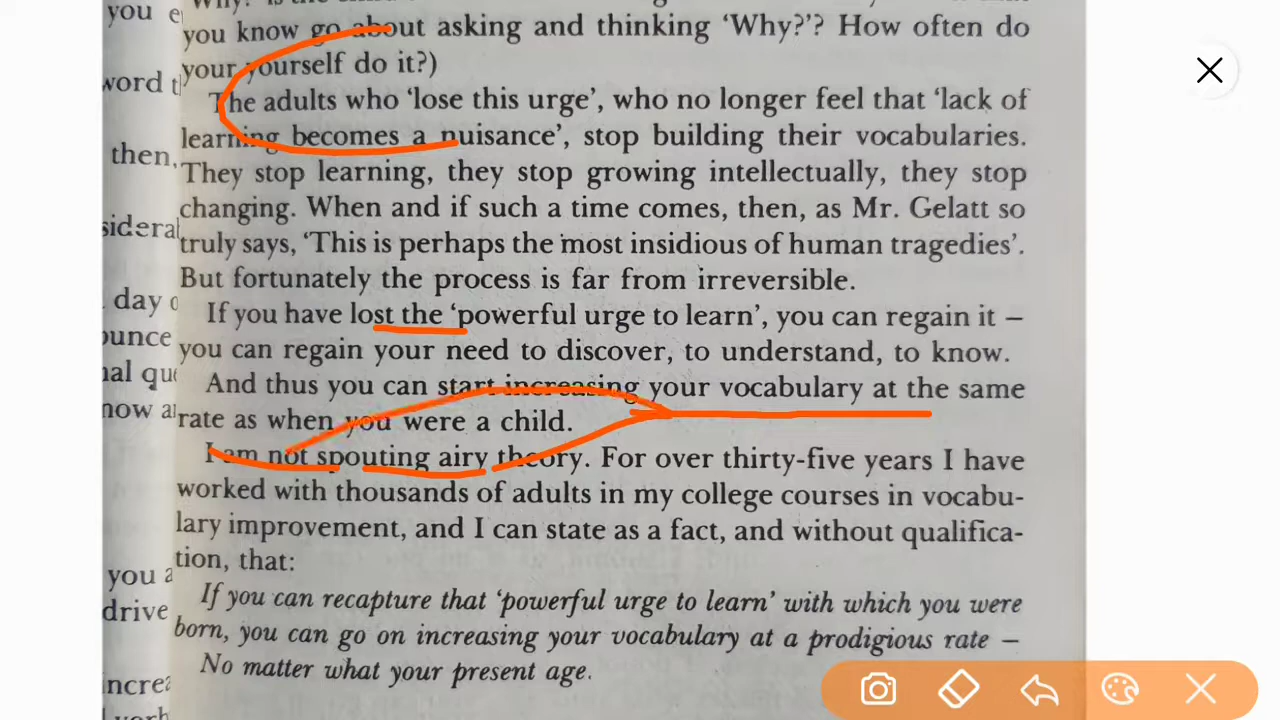 you know go about asking and thinking ‘Why?’? How often do
your yourself do it?)
The adults who ‘lose this urge’, who no longer feel that ‘lack of
learning becomes a nuisance’, stop building their vocabularies.
They stop learning, they stop growing intellectually, they stop
changing. When and if such a time comes, then, as Mr. Gelatt so
truly says, ‘This is perhaps the most insidious of human tragedies’.
But fortunately the process is far from irreversible.
If you have lost the ‘powerful urge to learn’, you can regain it –
you can regain your need to discover, to understand, to know.
And thus you can start increasing your vocabulary at the same
rate as when you were a child.
I am not spouting airy theory. For over thirty-five years I have
worked with thousands of adults in my college courses in vocabu-
lary improvement, and I can state as a fact, and without qualifica-
tion, that:
If you can recapture that ‘powerful urge to learn’ with which you were
born, you can go on increasing your vocabulary at a prodigious rate –
No matter what your present age.
you
word
then,
day
now
you
drive